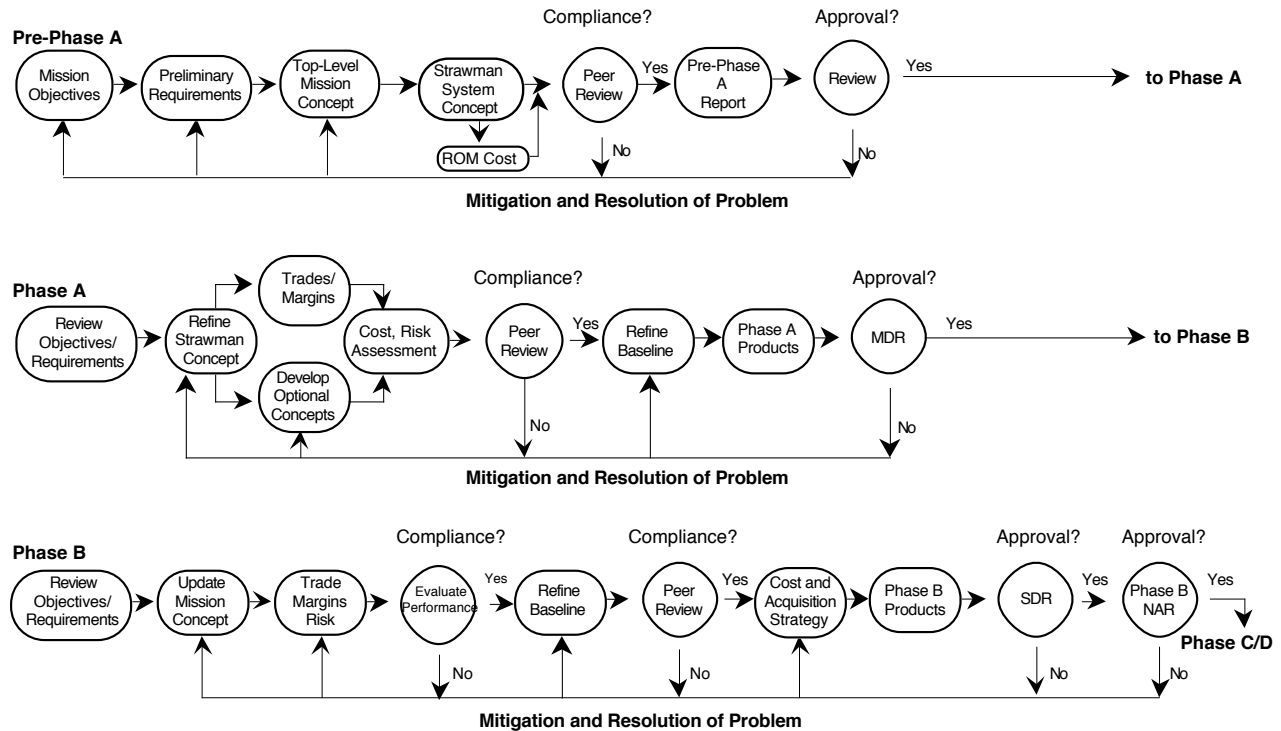 Compliance?
Approval?
Pre-Phase A
Mission
Objectives
Preliminary
Requirements
Top-Level
Mission
Concept
Strawman
System
Concept
Peer
Review
Yes
Pre-Phase
A
Report
Review
Yes
to Phase A
ROM Cost
No
No
Mitigation and Resolution of Problem
Compliance?
Approval?
Phase A
Review
Objectives/
Requirements
Refine
Strawman
Concept
Trades/
Margins
Develop
Optional
Concepts
Cost, Risk
Assessment
Peer
Review
Yes
Refine
Baseline
Phase A
Products
MDR
Yes
to Phase B
No
No
Mitigation and Resolution of Problem
Compliance?
Compliance?
Approval?
Approval?
Phase B
Review
Objectives/
Requirements
Update
Mission
Concept
Trade
Margins
Risk
Evaluate
Performance
Yes
Refine
Baseline
Peer
Review
Yes
Cost and
Acquisition
Strategy
Phase B
Products
SDR
Yes
Phase B
NAR
Yes
Phase C/D
No
No
No
No
Mitigation and Resolution of Problem